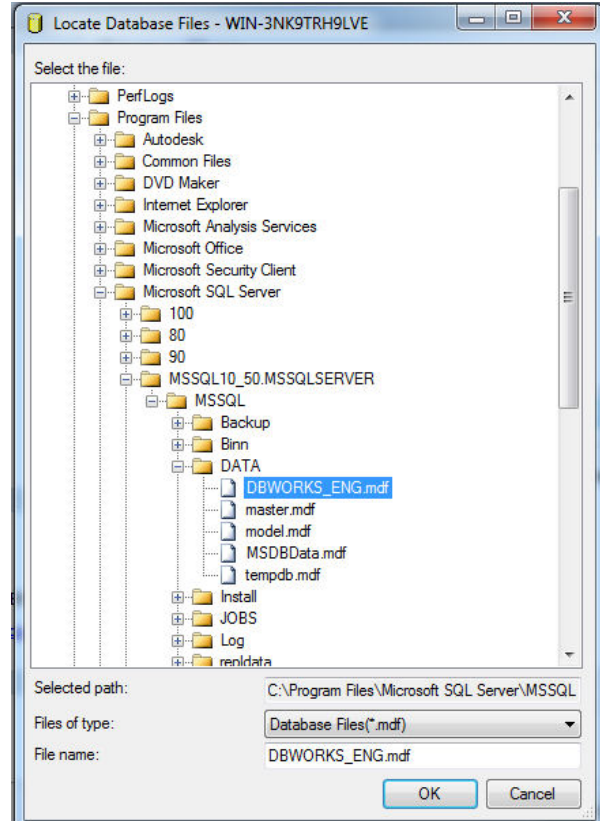 Locate Database Files - WIN-3NK9TRH9LVE
Select the file:
PerfLogs
Program Files
Autodesk
Common Files
DVD Maker
Internet Explorer
Microsoft Analysis Services
Microsoft Office
Microsoft Security Client
Microsoft SQL Server
100
80
90
MSSQL10_50.MSSQLSERVER
MSSQL
Backup
Binn
DATA
DBWORKS_ENG.mdf
master.mdf
model.mdf
MSDBData.mdf
tempdb.mdf
Install
JOBS
Log
repldata
Selected path: C:\Program Files\Microsoft SQL Server\MSSQL
Files of type: Database Files(*.mdf)
File name: DBWORKS_ENG.mdf
OK Cancel